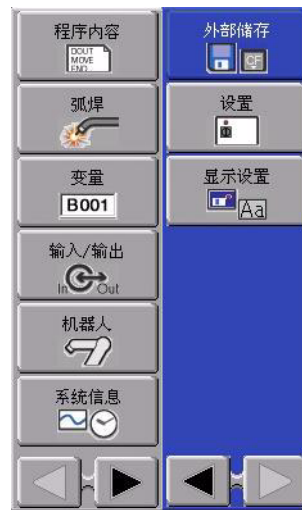 程序内容
DOUT
MOVE
END
弧焊
变量
B001
输入/输出
In Out
机器人
系统信息
外部储存
CF
设置
显示设置
Aa